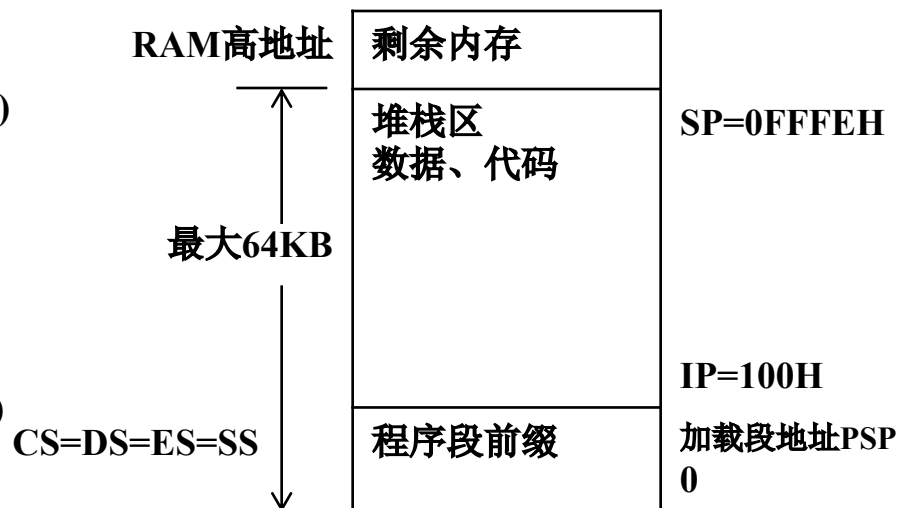 RAM高地址
剩余内存
)
堆栈区
数据、代码
SP=0FFFEH
最大64KB
IP=100H
)
CS=DS=ES=SS
程序段前缀
加载段地址PSP
0